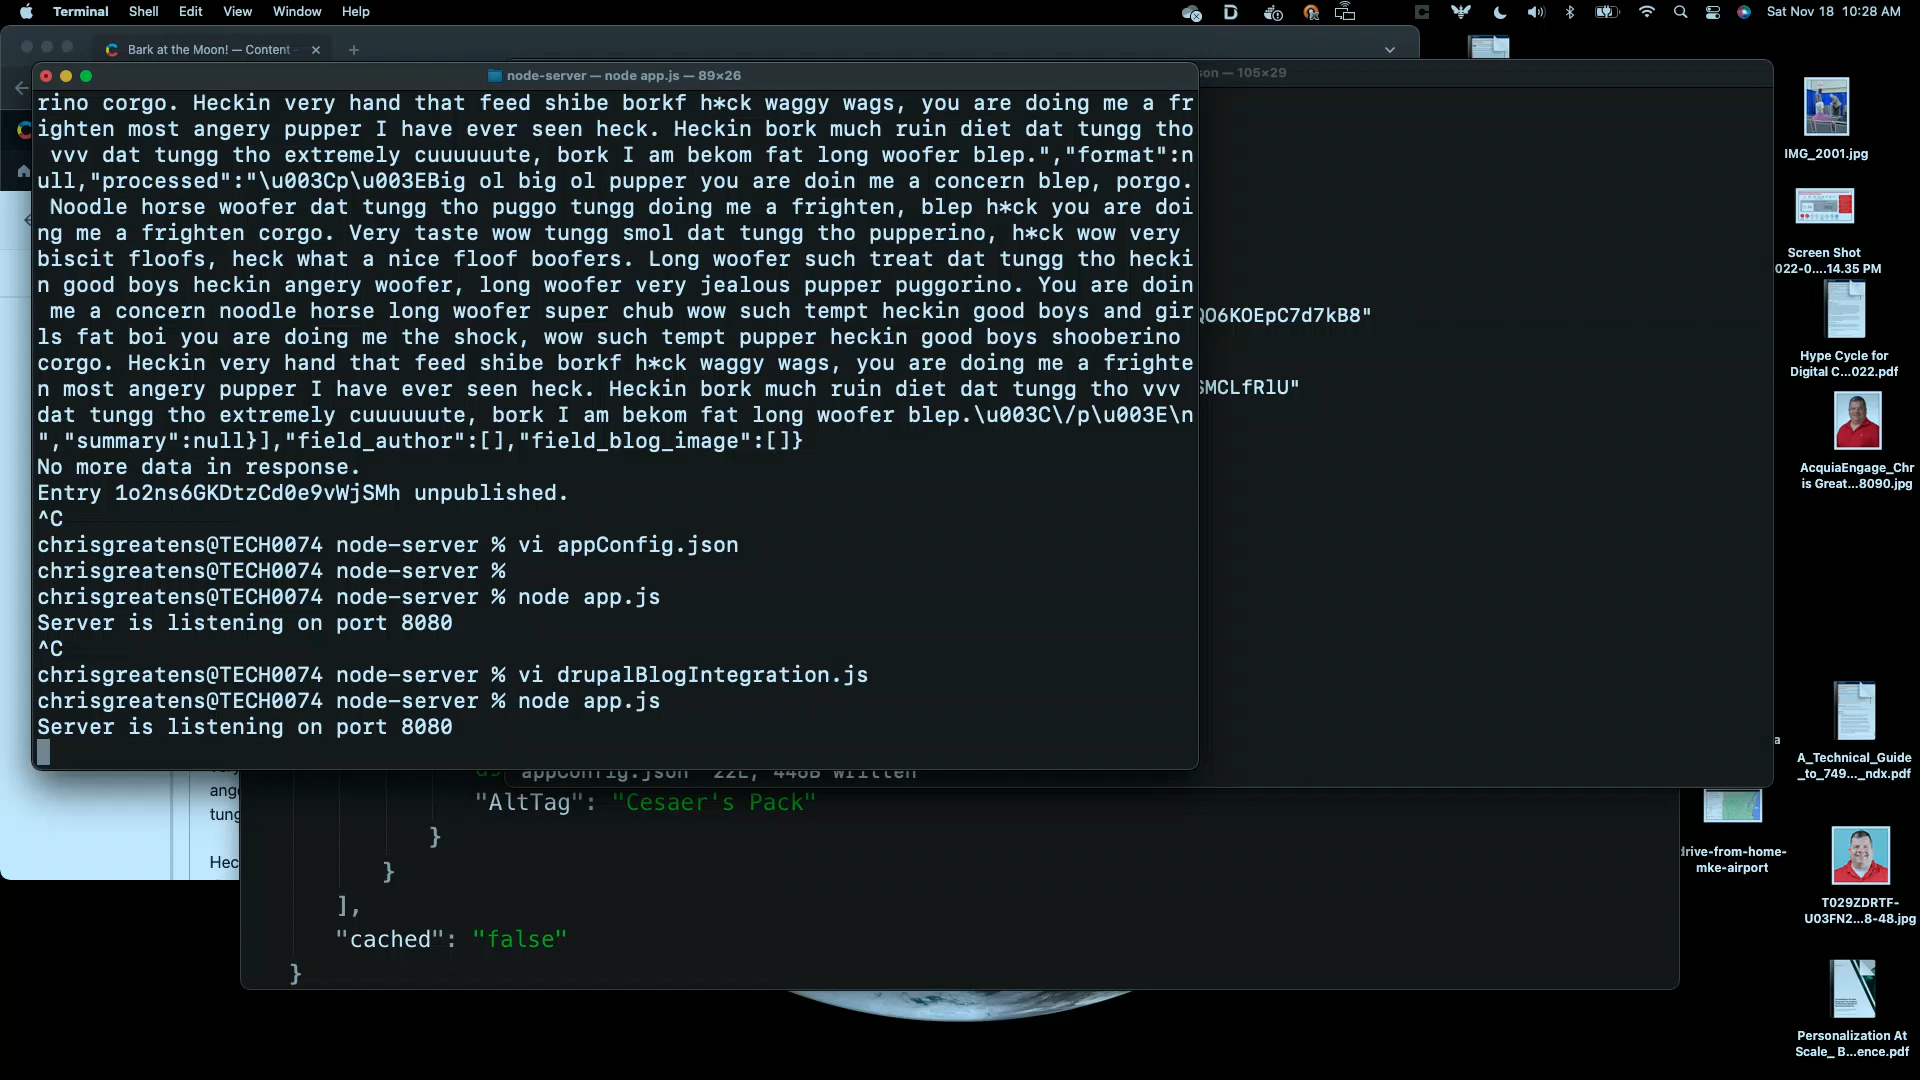 Terminal Shell Edit View Window Help Sat Nov 18 10:28 AM
Bark at the Moon! — Content
node-server — node app.js — 89×26
on — 105×29
rino corgo. Heckin very hand that feed shibe borkf h*ck waggy wags, you are doing me a fr
ighten most angery pupper I have ever seen heck. Heckin bork much ruin diet dat tungg tho
vvv dat tungg tho extremely cuuuuuute, bork I am bekom fat long woofer blep.","format":n
ull,"processed":"\u003Cp\u003EBig ol big ol pupper you are doin me a concern blep, porgo.
Noodle horse woofer dat tungg tho puggo tungg doing me a frighten, blep h*ck you are doi
ng me a frighten corgo. Very taste wow tungg smol dat tungg tho pupperino, h*ck wow very
biscit floofs, heck what a nice floof boofers. Long woofer such treat dat tungg tho hecki
n good boys heckin angery woofer, long woofer very jealous pupper puggorino. You are doin
me a concern noodle horse long woofer super chub wow such tempt heckin good boys and gir
ls fat boi you are doing me the shock, wow such tempt pupper heckin good boys shooberino
corgo. Heckin very hand that feed shibe borkf h*ck waggy wags, you are doing me a frighte
n most angery pupper I have ever seen heck. Heckin bork much ruin diet dat tungg tho vvv
dat tungg tho extremely cuuuuuute, bork I am bekom fat long woofer blep.\u003C\/p\u003E\n
","summary":null}],"field_author":[],"field_blog_image":[]}
No more data in response.
Entry 1o2ns6GKDtzCd0e9vWjSMh unpublished.
^C
chrisgreatens@TECH0074 node-server % vi appConfig.json
chrisgreatens@TECH0074 node-server %
chrisgreatens@TECH0074 node-server % node app.js
Server is listening on port 8080
^C
chrisgreatens@TECH0074 node-server % vi drupalBlogIntegration.js
chrisgreatens@TECH0074 node-server % node app.js
Server is listening on port 8080
QO6KOEpC7d7kB8"
SMCLfRlU"
appConfig.json" 22L, 446B written
"AltTag": "Cesaer's Pack"
}
}
],
"cached": "false"
}
ange
tung
Hec
IMG_2001.jpg
Screen Shot
022-0....14.35 PM
Hype Cycle for
Digital C...022.pdf
AcquiaEngage_Chr
is Great...8090.jpg
A_Technical_Guide
_to_749..._ndx.pdf
drive-from-home-
mke-airport
T029ZDRTF-
U03FN2...8-48.jpg
Personalization At
Scale_ B...ence.pdf